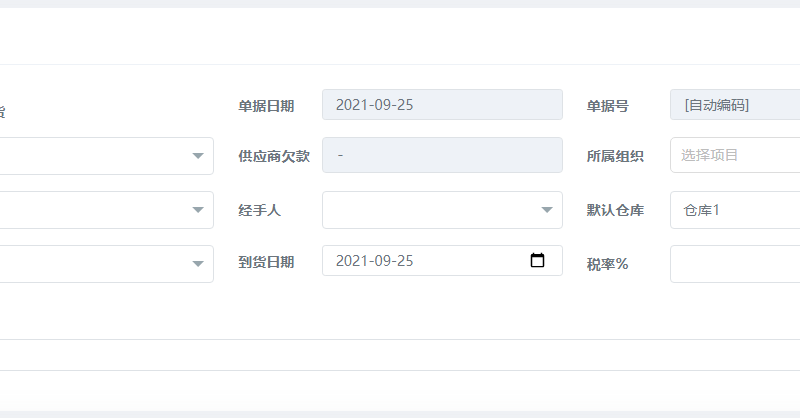 单据日期 2021-09-25 单据号 [自动编码]
货
供应商欠款 - 所属组织 选择项目
经手人 默认仓库 仓库1
到货日期 2021-09-25 税率%